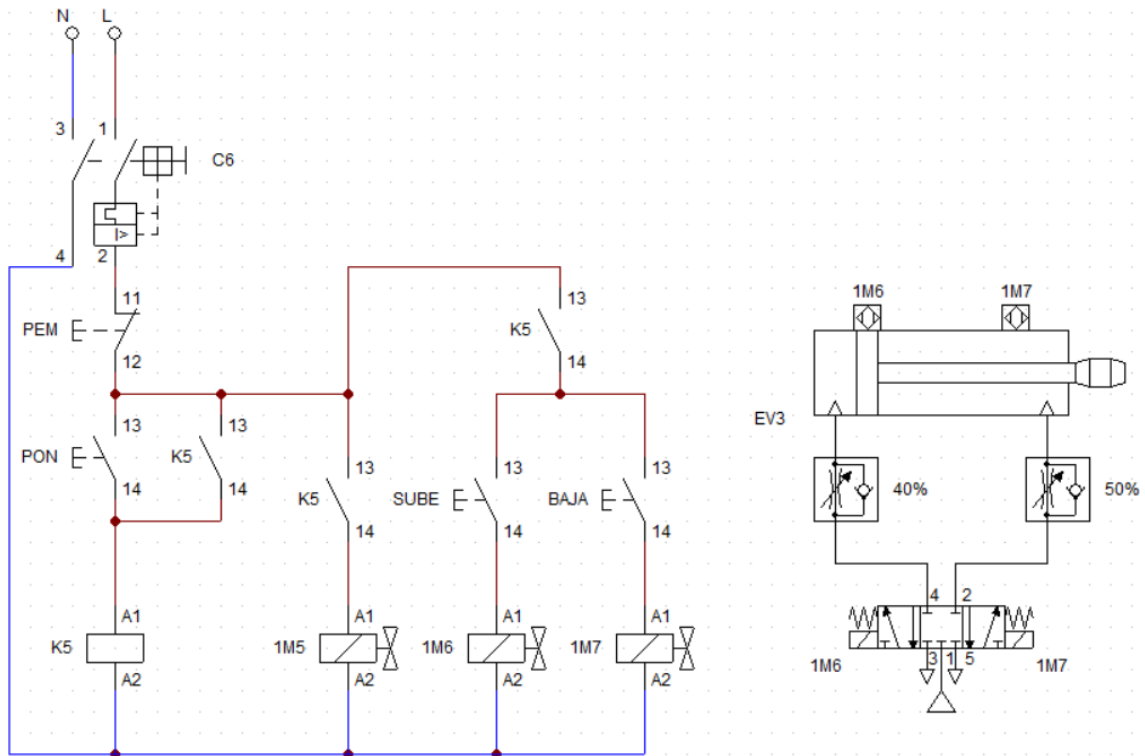 N L
3 1
C6
I>
4 2
11
PEM
12
13
K5
14
13 13
PON K5
14 14
13 13 13
K5 SUBE BAJA
14 14 14
A1 A1 A1 A1
K5 1M5 1M6 1M7
A2 A2 A2 A2
1M6 1M7
EV3
40% 50%
4 2
3 1 5
1M6 1M7